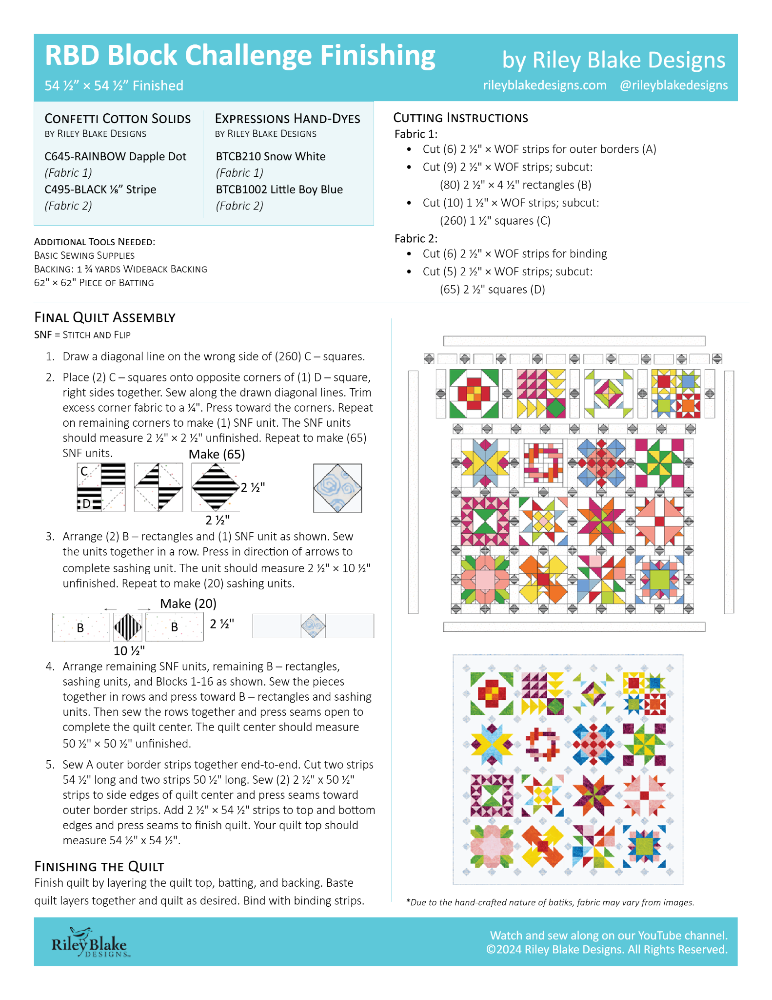 RBD Block Challenge Finishing
54 ½” × 54 ½” Finished
by Riley Blake Designs
rileyblakedesigns.com @rileyblakedesigns
Confetti Cotton Solids
by Riley Blake Designs
C645-RAINBOW Dapple Dot
(Fabric 1)
C495-BLACK ⅛” Stripe
(Fabric 2)
Expressions Hand-Dyes
by Riley Blake Designs
BTCB210 Snow White
(Fabric 1)
BTCB1002 Little Boy Blue
(Fabric 2)
Additional Tools Needed:
Basic Sewing Supplies
Backing: 1 ¾ yards Wideback Backing
62" × 62" Piece of Batting
Cutting Instructions
Fabric 1:
• Cut (6) 2 ½" × WOF strips for outer borders (A)
• Cut (9) 2 ½" × WOF strips; subcut:
(80) 2 ½" × 4 ½" rectangles (B)
• Cut (10) 1 ½" × WOF strips; subcut:
(260) 1 ½" squares (C)
Fabric 2:
• Cut (6) 2 ½" × WOF strips for binding
• Cut (5) 2 ½" × WOF strips; subcut:
(65) 2 ½" squares (D)
Final Quilt Assembly
SNF = Stitch and Flip
1. Draw a diagonal line on the wrong side of (260) C – squares.
2. Place (2) C – squares onto opposite corners of (1) D – square,
right sides together. Sew along the drawn diagonal lines. Trim
excess corner fabric to a ¼". Press toward the corners. Repeat
on remaining corners to make (1) SNF unit. The SNF units
should measure 2 ½" × 2 ½" unfinished. Repeat to make (65)
SNF units.
Make (65)
C
D
2 ½"
2 ½"
3. Arrange (2) B – rectangles and (1) SNF unit as shown. Sew
the units together in a row. Press in direction of arrows to
complete sashing unit. The unit should measure 2 ½" × 10 ½"
unfinished. Repeat to make (20) sashing units.
Make (20)
B
B
2 ½"
10 ½"
4. Arrange remaining SNF units, remaining B – rectangles,
sashing units, and Blocks 1-16 as shown. Sew the pieces
together in rows and press toward B – rectangles and sashing
units. Then sew the rows together and press seams open to
complete the quilt center. The quilt center should measure
50 ½" × 50 ½" unfinished.
5. Sew A outer border strips together end-to-end. Cut two strips
54 ½" long and two strips 50 ½" long. Sew (2) 2 ½" x 50 ½"
strips to side edges of quilt center and press seams toward
outer border strips. Add 2 ½" × 54 ½" strips to top and bottom
edges and press seams to finish quilt. Your quilt top should
measure 54 ½" x 54 ½".
Finishing the Quilt
Finish quilt by layering the quilt top, batting, and backing. Baste
quilt layers together and quilt as desired. Bind with binding strips.
*Due to the hand-crafted nature of batiks, fabric may vary from images.
Riley Blake
DESIGNS
Watch and sew along on our YouTube channel.
©2024 Riley Blake Designs. All Rights Reserved.